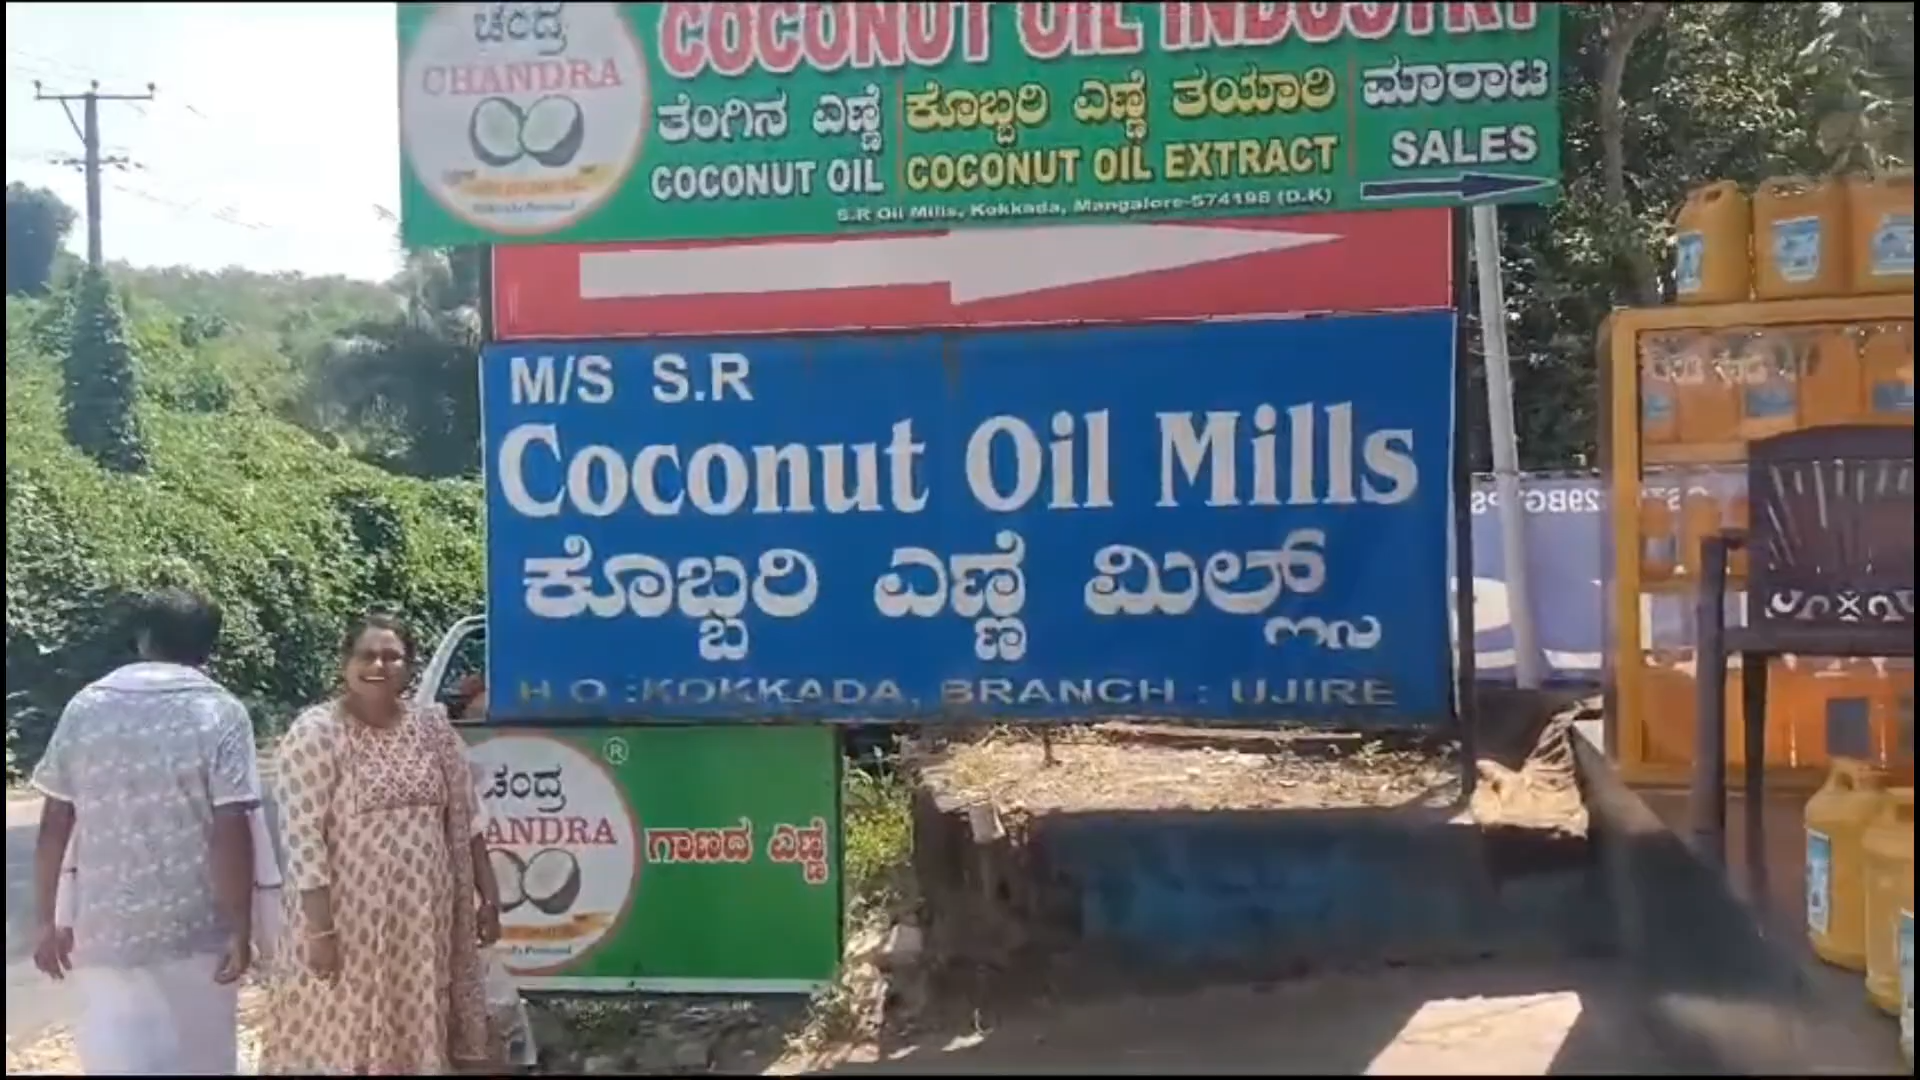 ಚಂದ್ರ
CHANDRA
COCONUT OIL INDUSTRY
ತೆಂಗಿನ ಎಣ್ಣೆ
COCONUT OIL
ಕೊಬ್ಬರಿ ಎಣ್ಣೆ ತಯಾರಿ
COCONUT OIL EXTRACT
ಮಾರಾಟ
SALES
S.R Oil Mills, Kokkada, Mangalore-574198 (D.K)
M/S S.R
Coconut Oil Mills
ಕೊಬ್ಬರಿ ಎಣ್ಣೆ ಮಿಲ್ಸ್
H.O :KOKKADA, BRANCH : UJIRE
®
ಚಂದ್ರ
ANDRA
ಗಾಣದ ಎಣ್ಣೆ